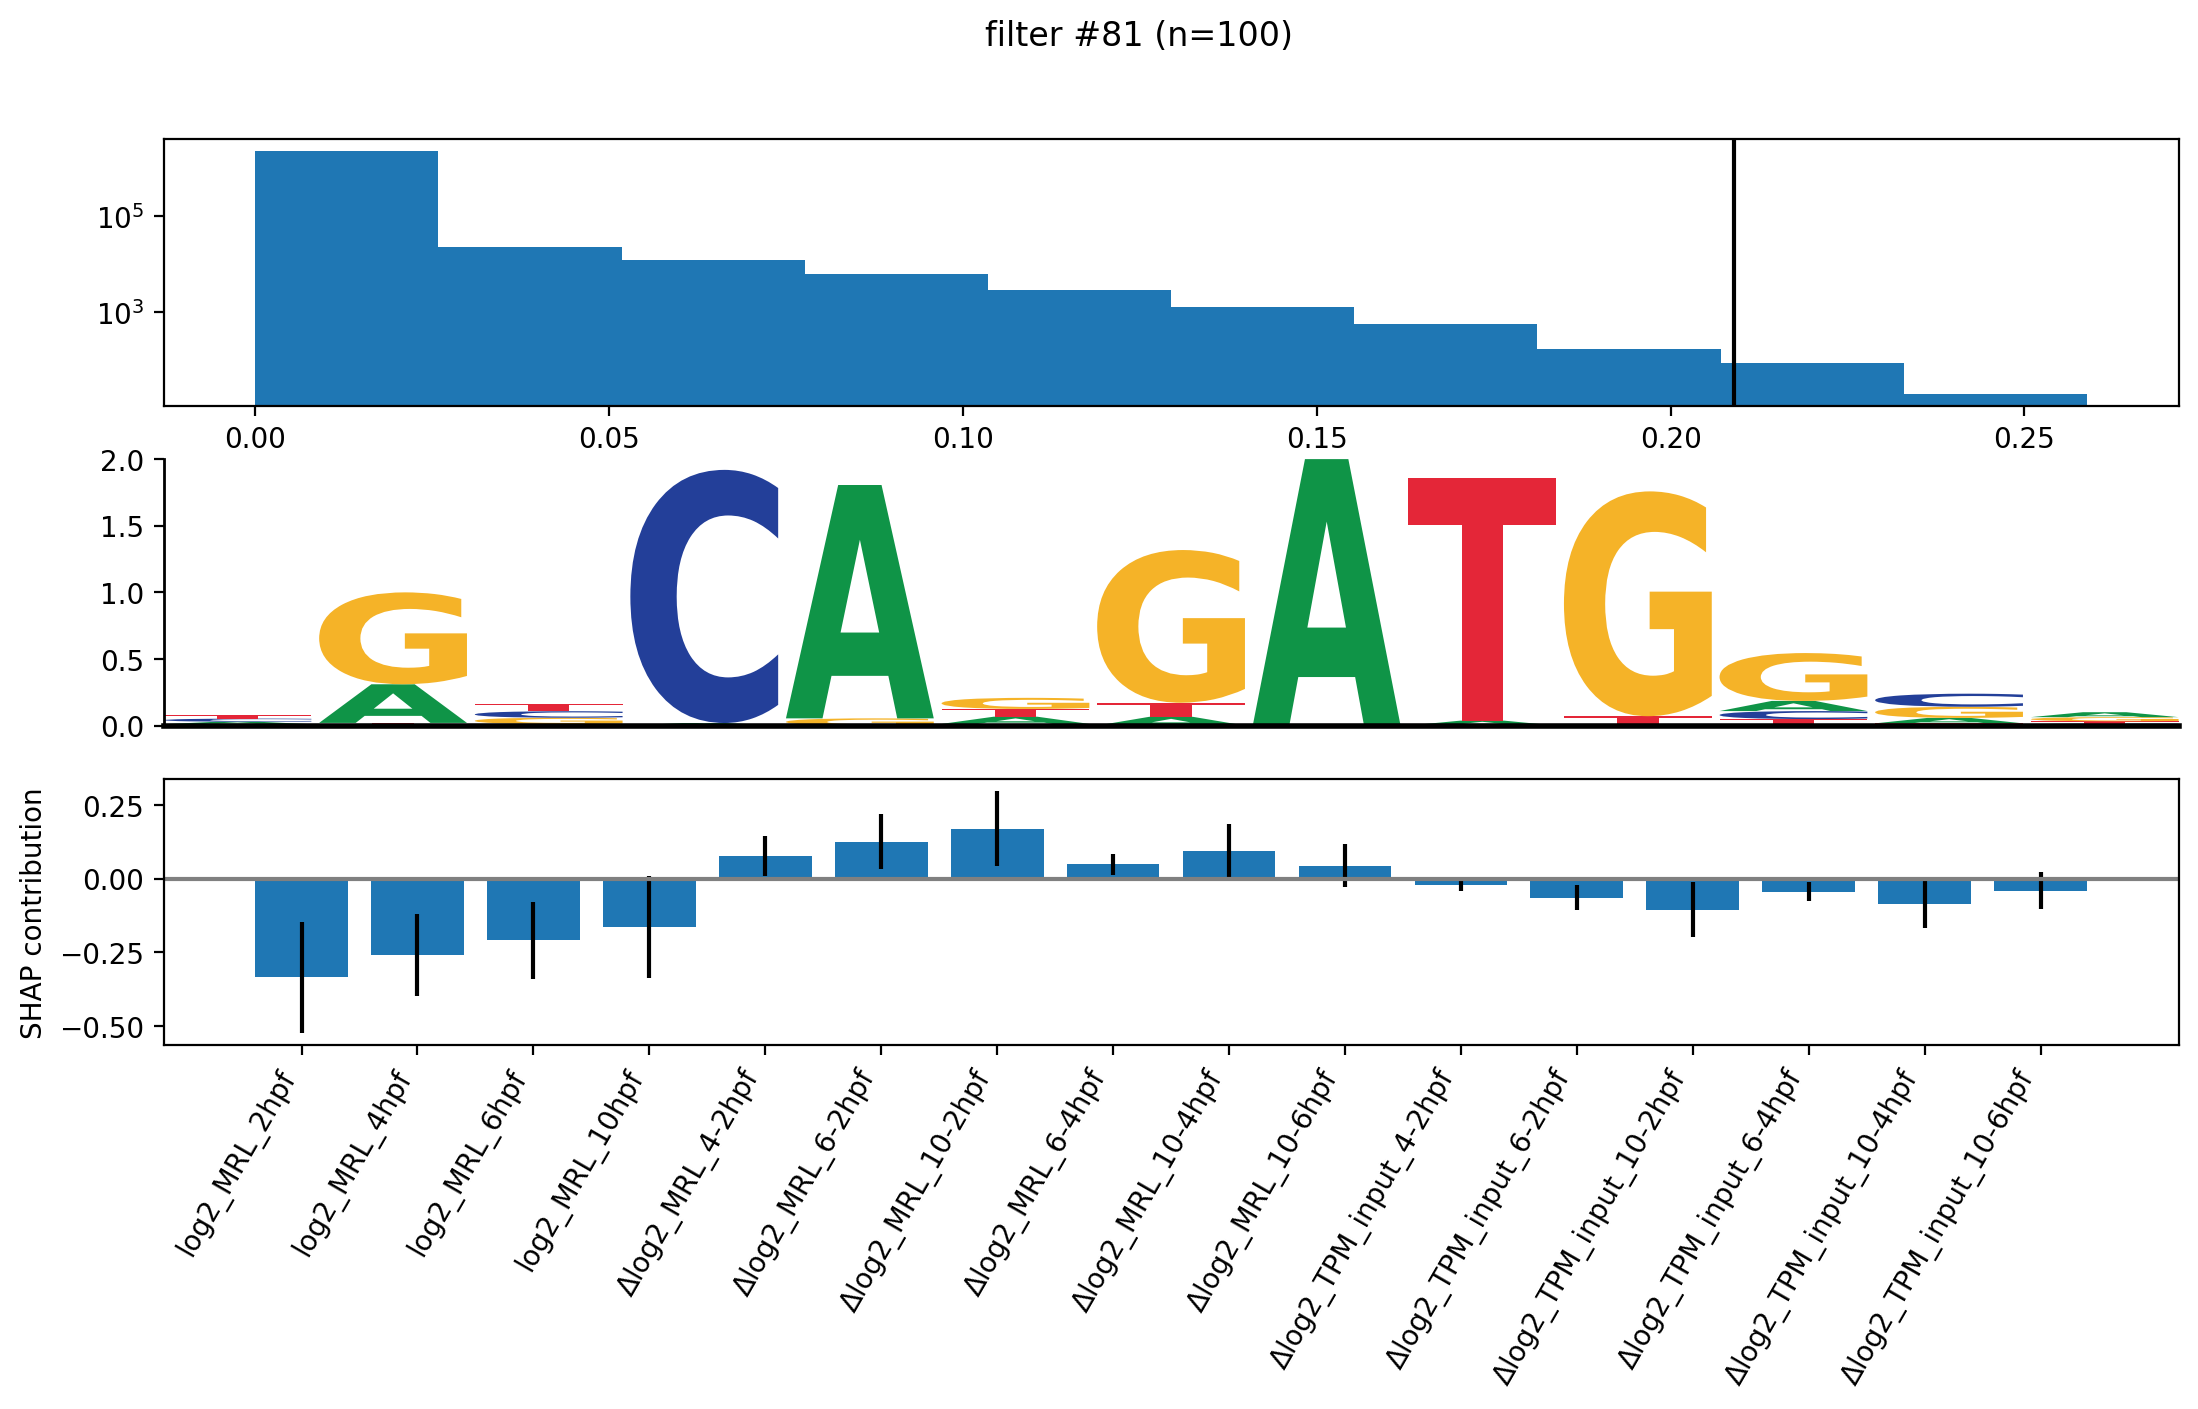 filter #81 (n=100)
10^5
10^3
0.00 0.05 0.10 0.15 0.20 0.25
2.0
1.5
1.0
0.5
0.0
G A T C G C A G T A G T A A T G T G A C T C G A A G T
SHAP contribution
0.25
0.00
−0.25
−0.50
log2_MRL_2hpf
log2_MRL_4hpf
log2_MRL_6hpf
log2_MRL_10hpf
Δlog2_MRL_4-2hpf
Δlog2_MRL_6-2hpf
Δlog2_MRL_10-2hpf
Δlog2_MRL_6-4hpf
Δlog2_MRL_10-4hpf
Δlog2_MRL_10-6hpf
Δlog2_TPM_input_4-2hpf
Δlog2_TPM_input_6-2hpf
Δlog2_TPM_input_10-2hpf
Δlog2_TPM_input_6-4hpf
Δlog2_TPM_input_10-4hpf
Δlog2_TPM_input_10-6hpf